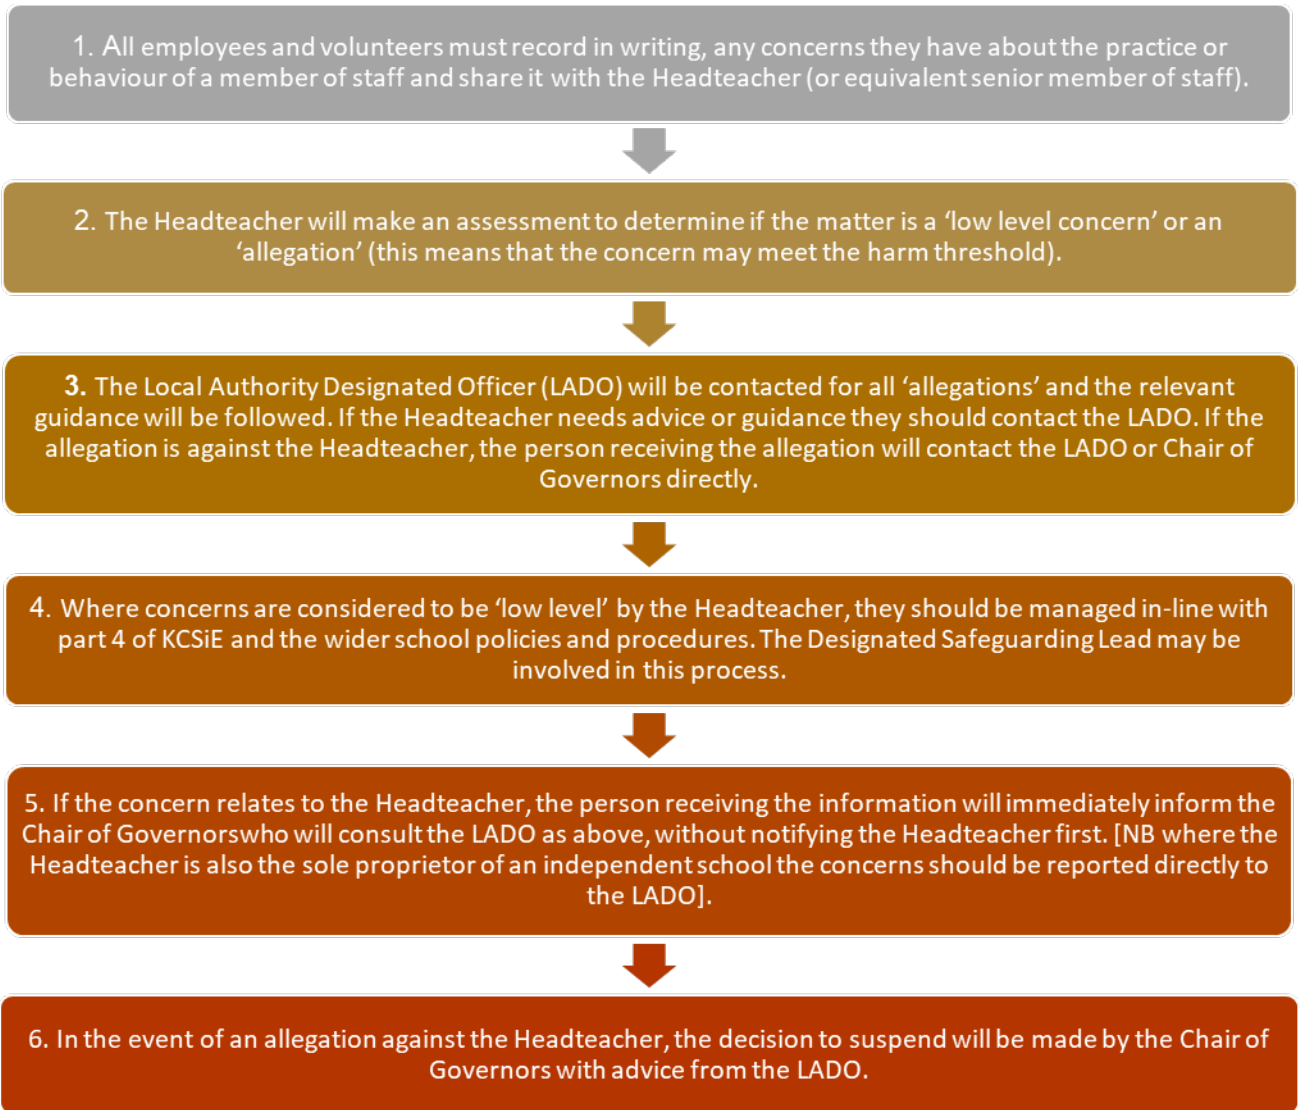 1. All employees and volunteers must record in writing, any concerns they have about the practice or
behaviour of a member of staff and share it with the Headteacher (or equivalent senior member of staff).
2. The Headteacher will make an assessment to determine if the matter is a ‘low level concern’ or an
‘allegation’ (this means that the concern may meet the harm threshold).
3. The Local Authority Designated Officer (LADO) will be contacted for all ‘allegations’ and the relevant
guidance will be followed. If the Headteacher needs advice or guidance they should contact the LADO. If the
allegation is against the Headteacher, the person receiving the allegation will contact the LADO or Chair of
Governors directly.
4. Where concerns are considered to be ‘low level’ by the Headteacher, they should be managed in-line with
part 4 of KCSiE and the wider school policies and procedures. The Designated Safeguarding Lead may be
involved in this process.
5. If the concern relates to the Headteacher, the person receiving the information will immediately inform the
Chair of Governorswho will consult the LADO as above, without notifying the Headteacher first. [NB where the
Headteacher is also the sole proprietor of an independent school the concerns should be reported directly to
the LADO].
6. In the event of an allegation against the Headteacher, the decision to suspend will be made by the Chair of
Governors with advice from the LADO.